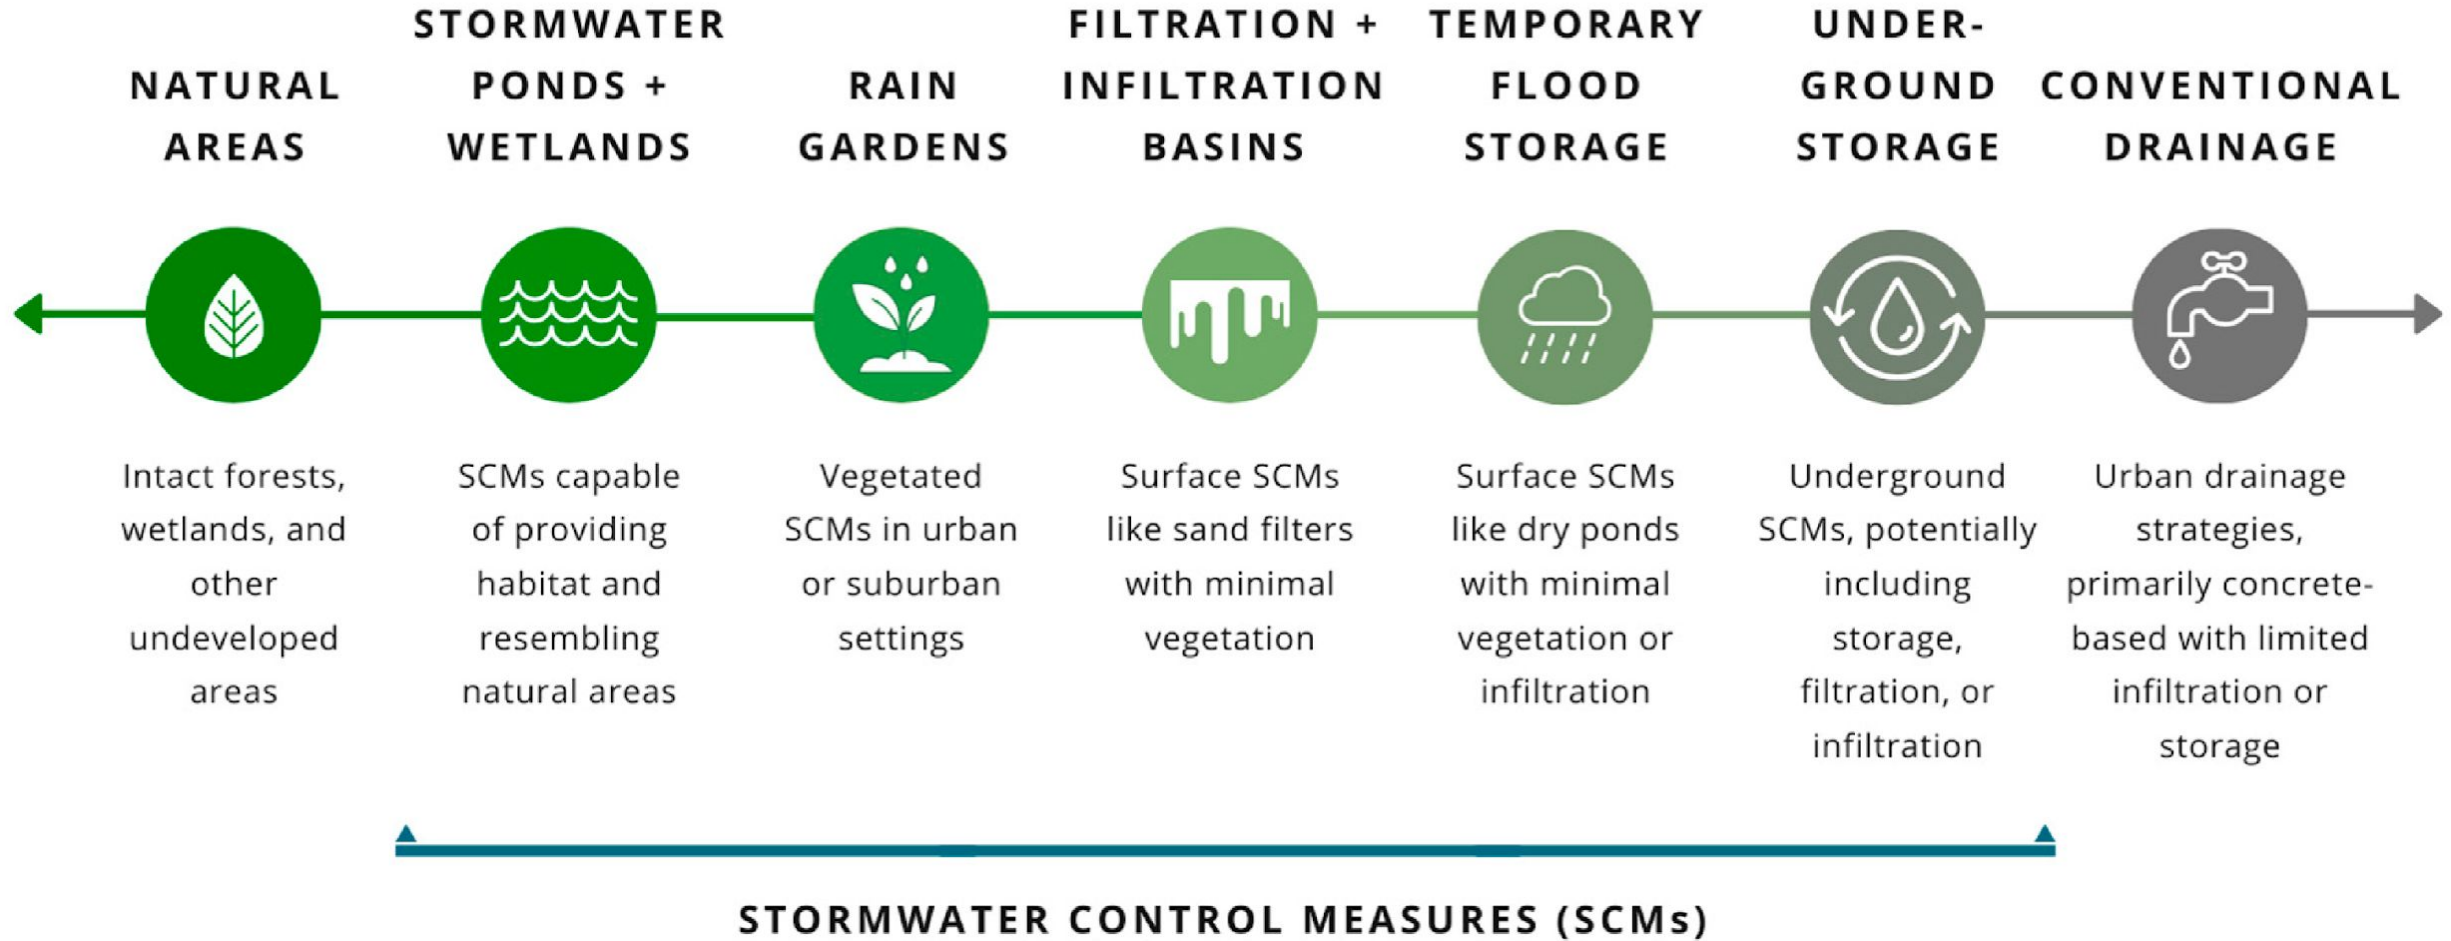 NATURAL
AREAS
STORMWATER
PONDS +
WETLANDS
RAIN
GARDENS
FILTRATION +
INFILTRATION
BASINS
TEMPORARY
FLOOD
STORAGE
UNDER-
GROUND
STORAGE
CONVENTIONAL
DRAINAGE
Intact forests,
wetlands, and
other
undeveloped
areas
SCMs capable
of providing
habitat and
resembling
natural areas
Vegetated
SCMs in urban
or suburban
settings
Surface SCMs
like sand filters
with minimal
vegetation
Surface SCMs
like dry ponds
with minimal
vegetation or
infiltration
Underground
SCMs, potentially
including
storage,
filtration, or
infiltration
Urban drainage
strategies,
primarily concrete-
based with limited
infiltration or
storage
STORMWATER CONTROL MEASURES (SCMs)